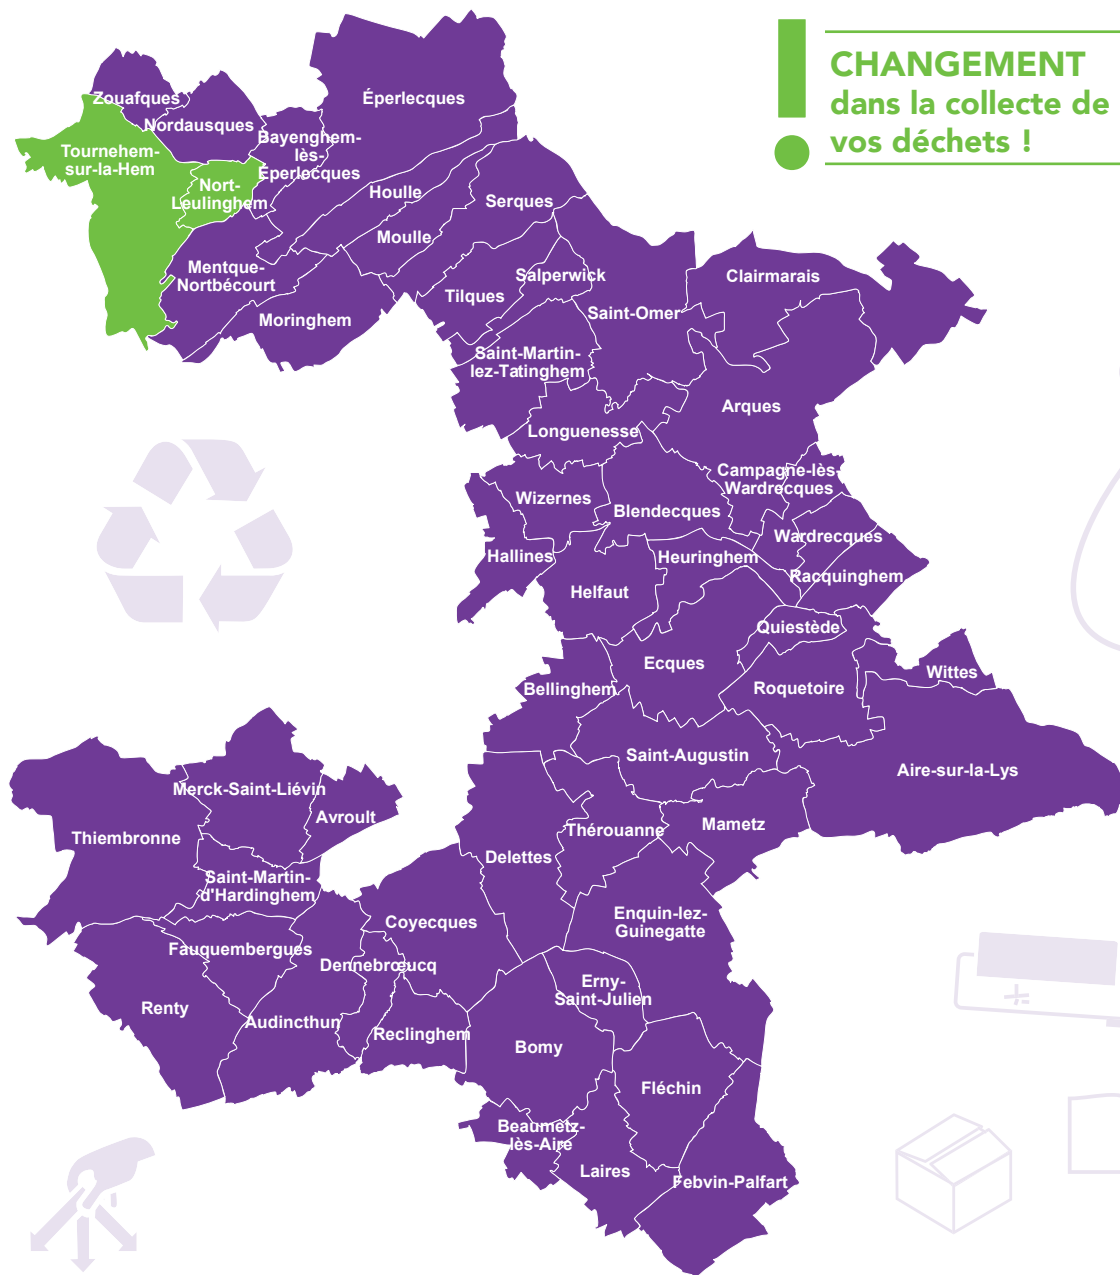 CHANGEMENT
dans la collecte de
vos déchets !
Zouafques
Éperlecques
Nordausques
Bayenghem-
lès-
Éperlecques
Tournehem-
sur-la-Hem
Nort-
Leulinghem
Houlle
Serques
Moulle
Mentque-
Nortbécourt
Salperwick
Clairmarais
Tilques
Moringhem
Saint-Omer
Saint-Martin-
lez-Tatinghem
Arques
Longuenesse
Campagne-lès-
Wardrecques
Wizernes
Blendecques
Wardrecques
Hallines
Heuringhem
Racquinghem
Helfaut
Quiestède
Ecques
Wittes
Bellinghem
Roquetoire
Saint-Augustin
Aire-sur-la-Lys
Merck-Saint-Liévin
Avroult
Thiembronne
Thérouanne
Mametz
Delettes
Saint-Martin-
d'Hardinghem
Coyecques
Enquin-lez-
Guinegatte
Fauquembergues
Dennebrœucq
Erny-
Saint-Julien
Renty
Audincthun
Reclinghem
Bomy
Fléchin
Beaumetz-
lès-Aire
Laires
Febvin-Palfart